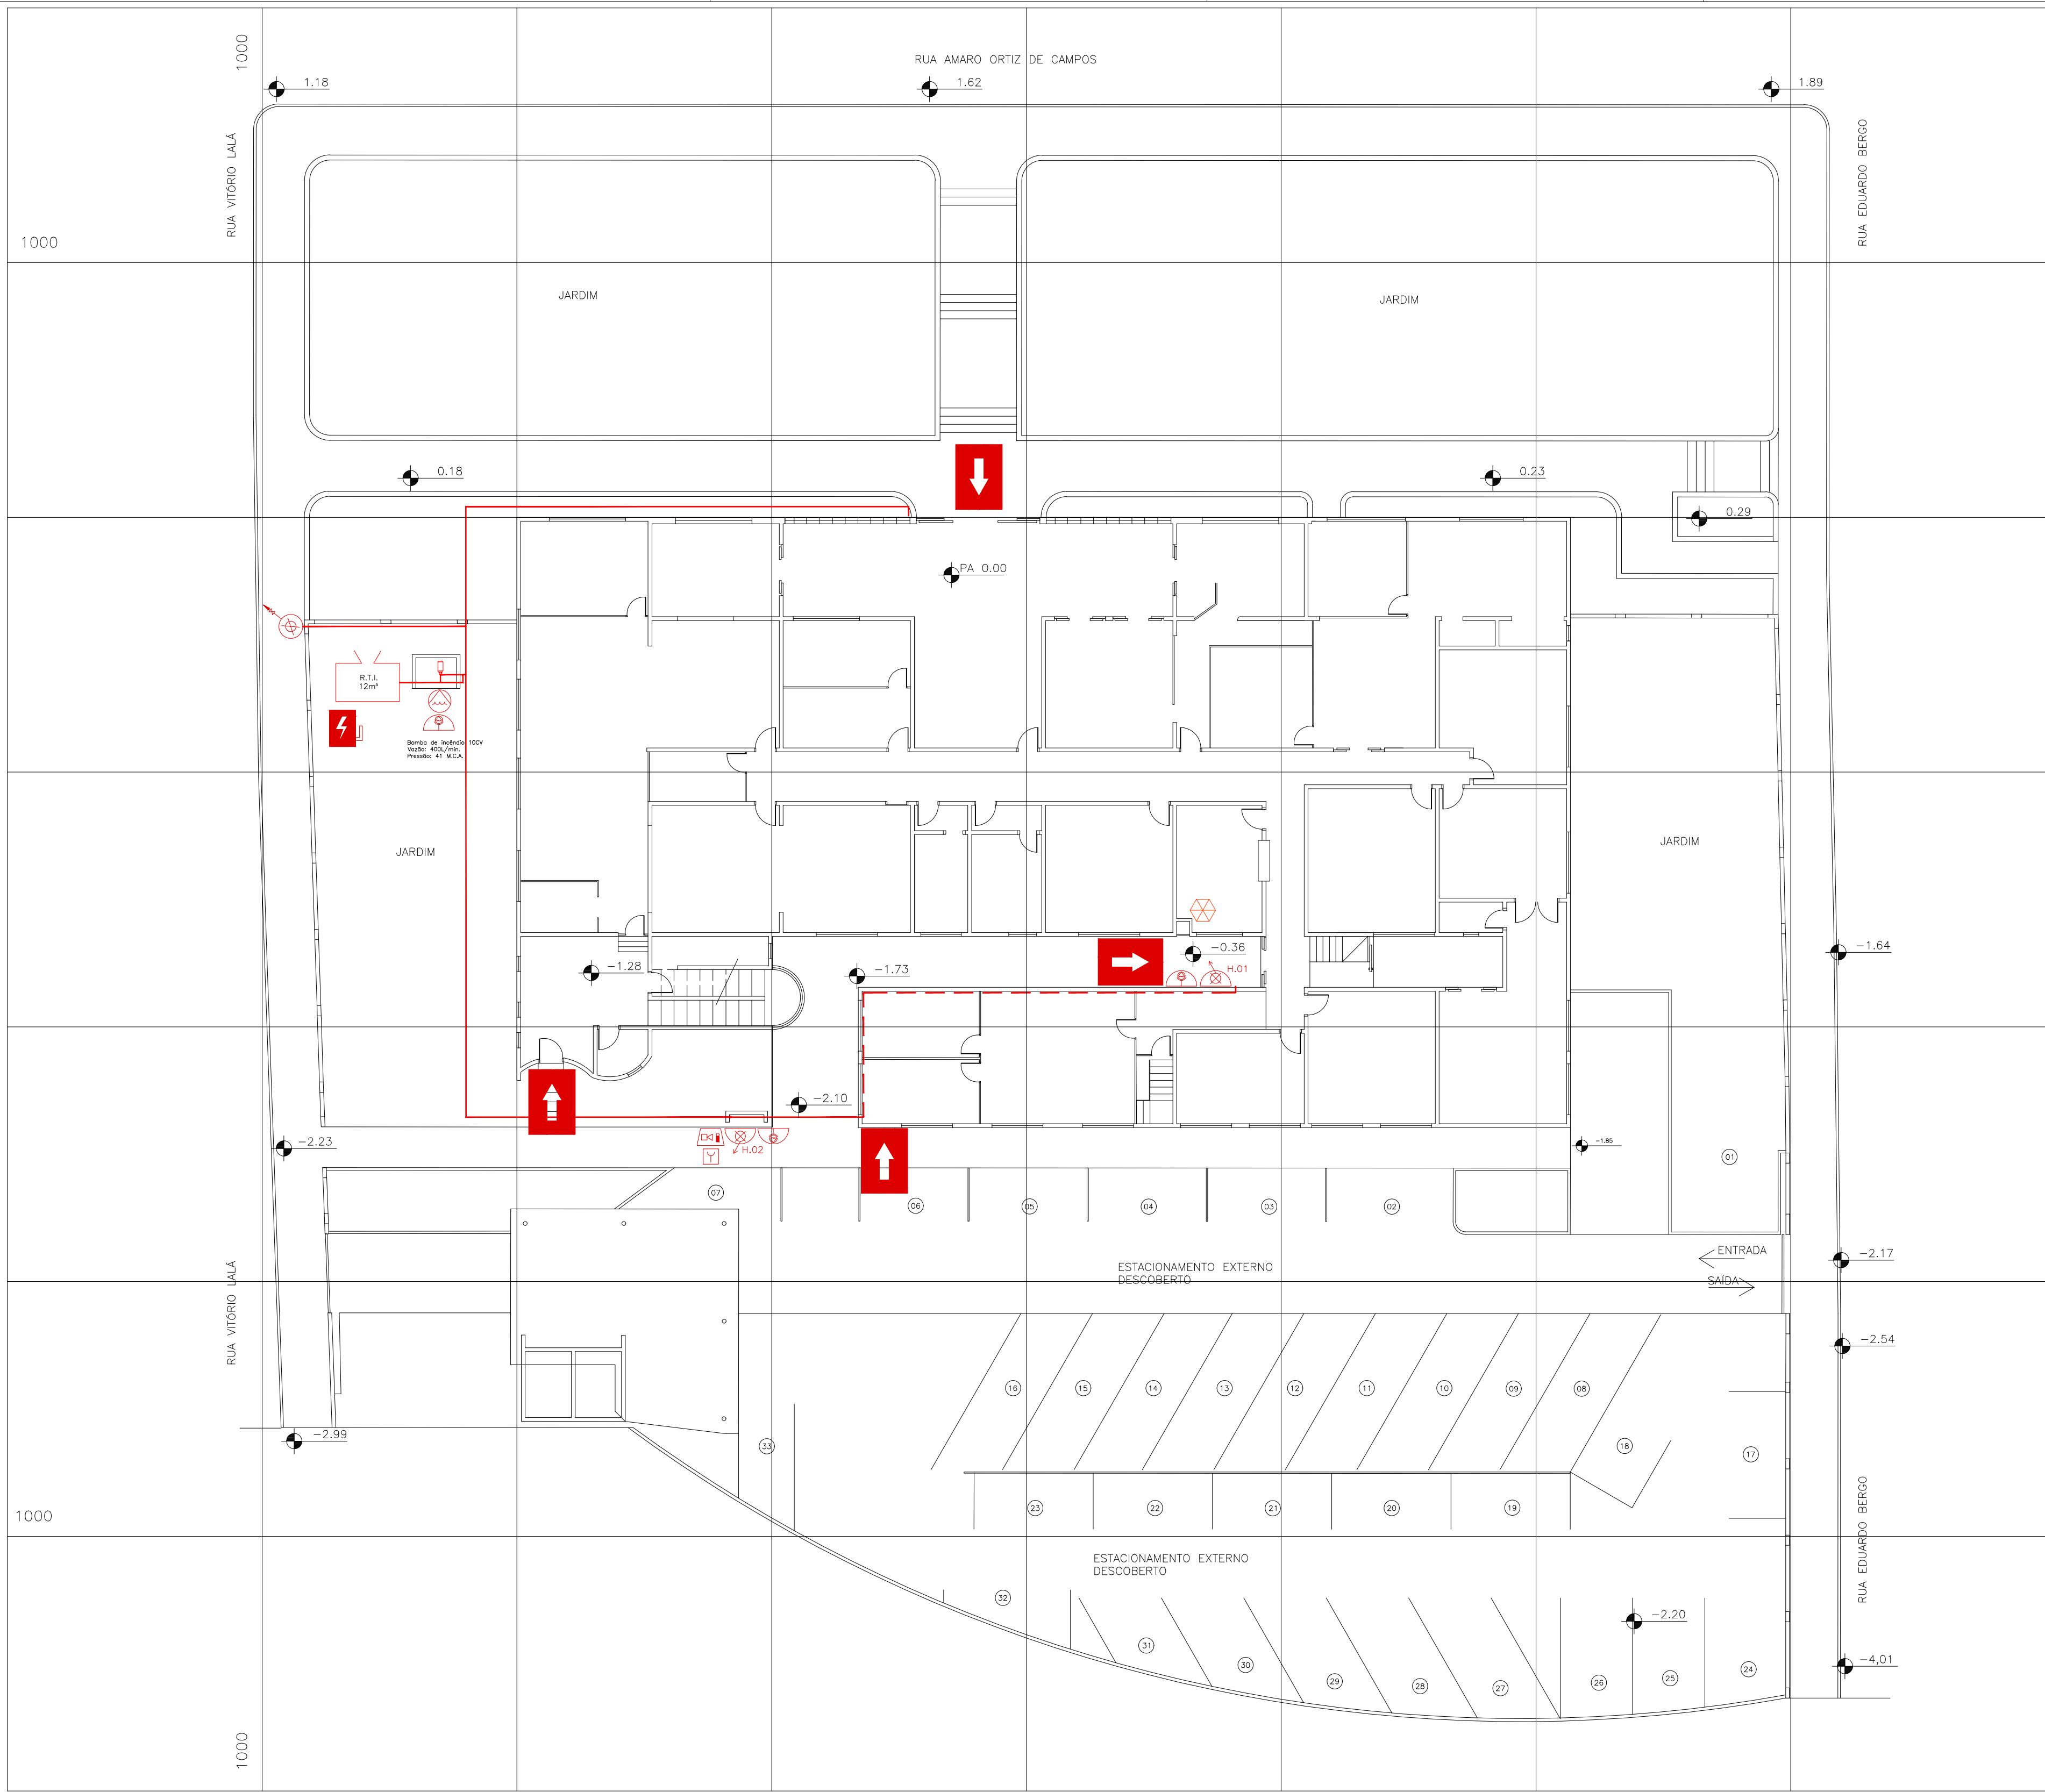 1000
RUA AMARO ORTIZ DE CAMPOS
1.18
1.62
1.89
RUA VITÓRIO LALÁ
RUA EDUARDO BERGO
1000
JARDIM
JARDIM
0.18
0.23
0.29
PA 0.00
R.T.I.
12m³
Bomba de incêndio 10CV
Vazão: 400L/min.
Pressão: 41 M.C.A.
JARDIM
JARDIM
-0.36
-1.64
-1.28
-1.73
H.01
-2.10
-2.23
H.02
-1.85
01
07
06
05
04
03
02
ENTRADA
-2.17
ESTACIONAMENTO EXTERNO
DESCOBERTO
SAÍDA
RUA VITÓRIO LALÁ
-2.54
16
15
14
13
12
11
10
09
08
-2.99
33
18
17
1000
23
22
21
20
19
RUA EDUARDO BERGO
ESTACIONAMENTO EXTERNO
DESCOBERTO
32
-2.20
31
30
29
28
27
26
25
24
-4,01
1000